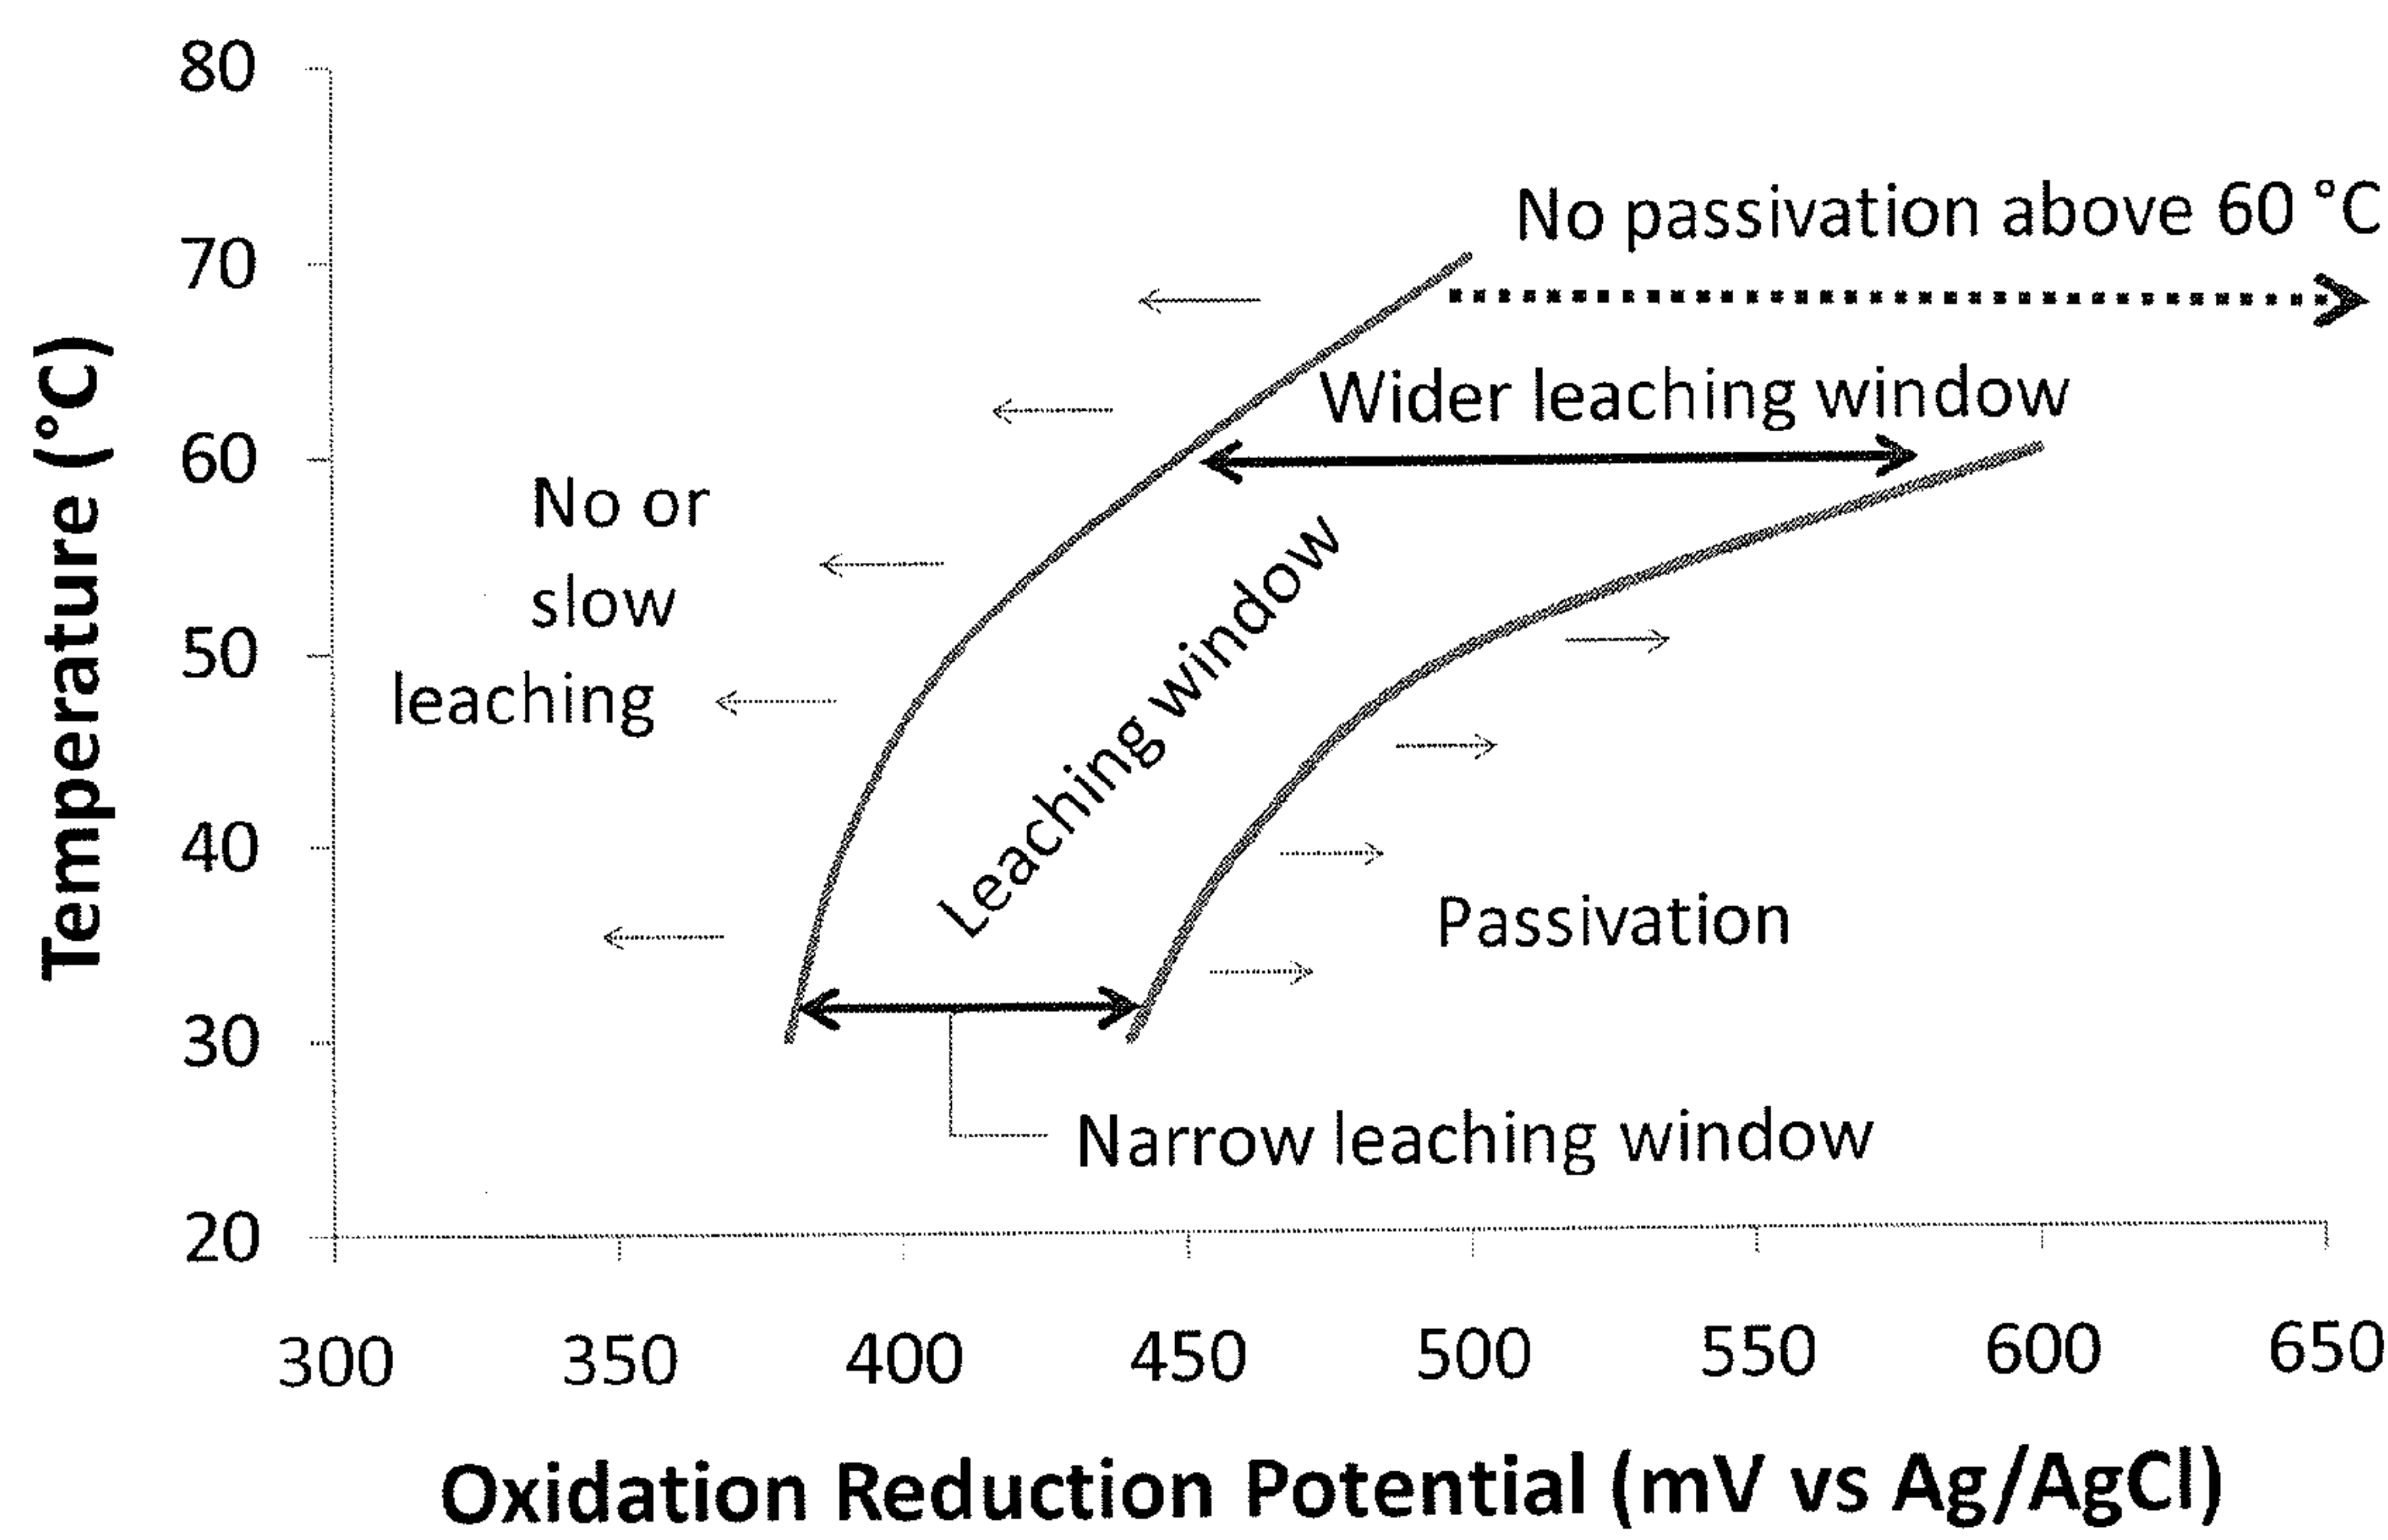 80
70
60
50
40
30
20
Temperature (°C)
No passivation above 60 °C
Wider leaching window
No or
slow
leaching
Leaching window
Passivation
Narrow leaching window
300 350 400 450 500 550 600 650
Oxidation Reduction Potential (mV vs Ag/AgCl)